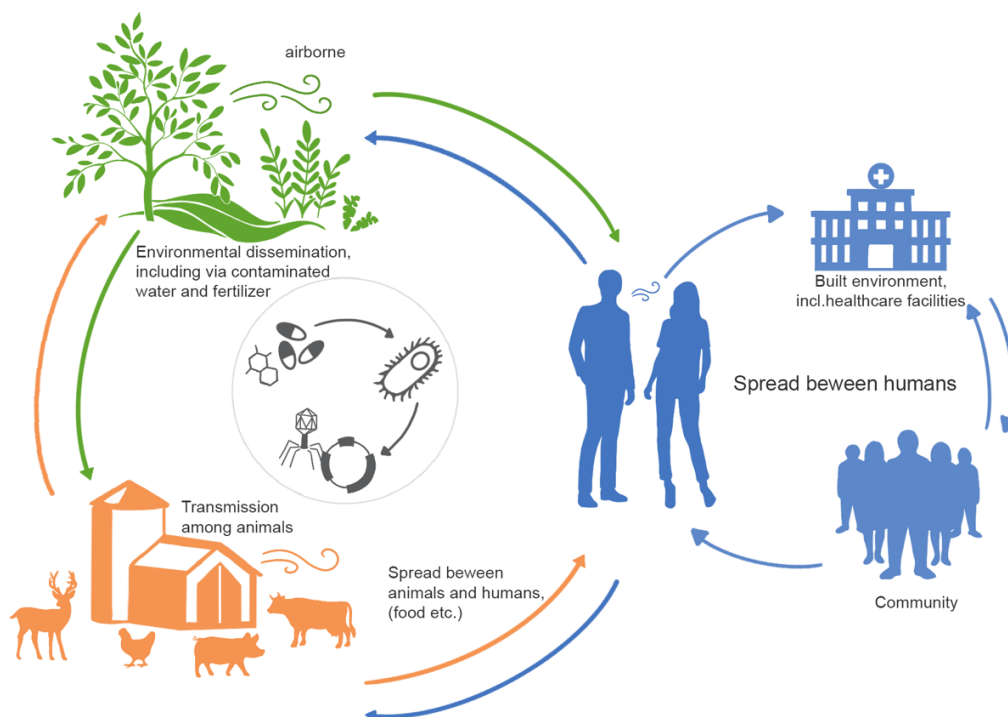 airborne
Environmental dissemination,
including via contaminated
water and fertilizer
Built environment,
incl.healthcare facilities
Spread beween humans
Transmission
among animals
Spread beween
animals and humans,
(food etc.)
Community